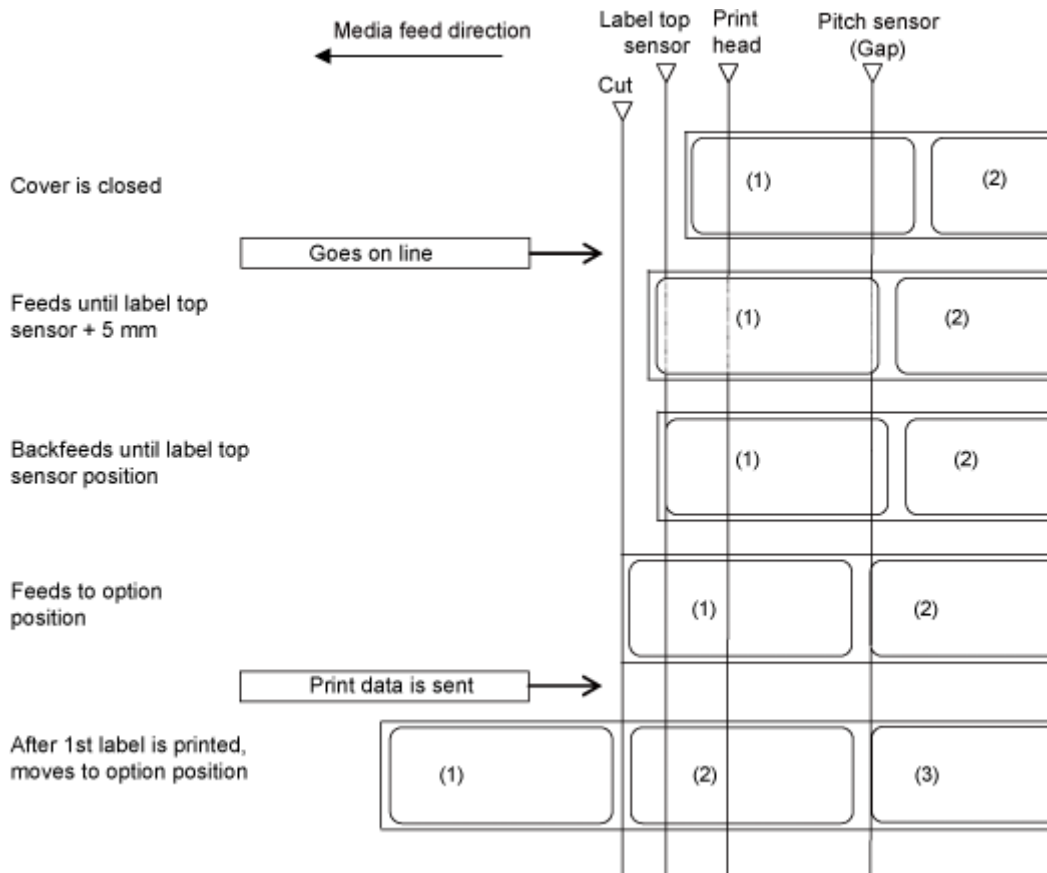 Media feed direction
Label top
sensor
Print
head
Pitch sensor
(Gap)
Cut
Cover is closed
(1)
(2)
Goes on line
Feeds until label top
sensor + 5 mm
(1)
(2)
Backfeeds until label top
sensor position
(1)
(2)
Feeds to option
position
(1)
(2)
Print data is sent
After 1st label is printed,
moves to option position
(1)
(2)
(3)